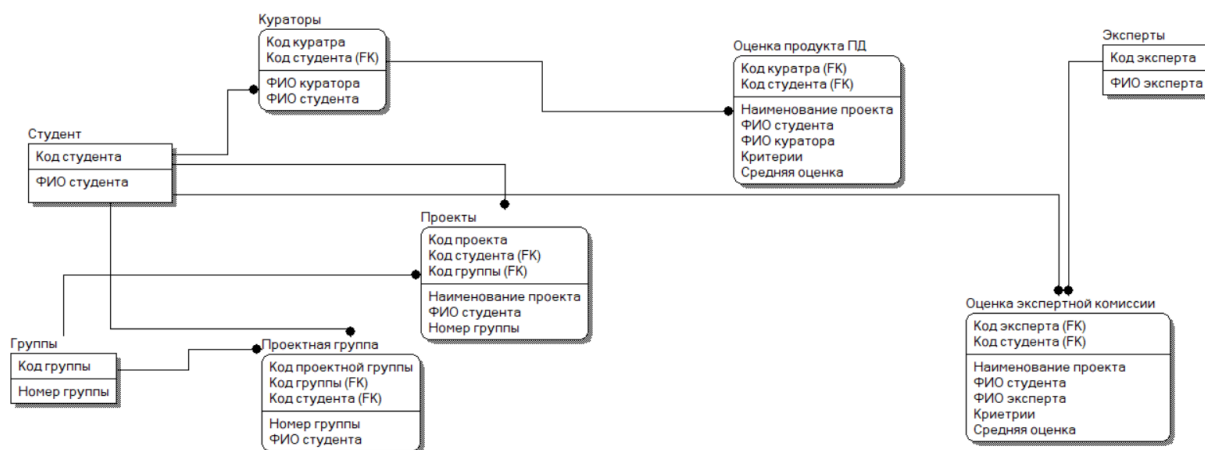 Кураторы
Код куратра
Код студента (FK)
ФИО куратора
ФИО студента
Оценка продукта ПД
Код куратра (FK)
Код студента (FK)
Наименование проекта
ФИО студента
ФИО куратора
Критерии
Средняя оценка
Эксперты
Код эксперта
ФИО эксперта
Студент
Код студента
ФИО студента
Проекты
Код проекта
Код студента (FK)
Код группы (FK)
Наименование проекта
ФИО студента
Номер группы
Группы
Код группы
Номер группы
Проектная группа
Код проектной группы
Код группы (FK)
Код студента (FK)
Номер группы
ФИО студента
Оценка экспертной комиссии
Код эксперта (FK)
Код студента (FK)
Наименование проекта
ФИО студента
ФИО эксперта
Криетрии
Средняя оценка